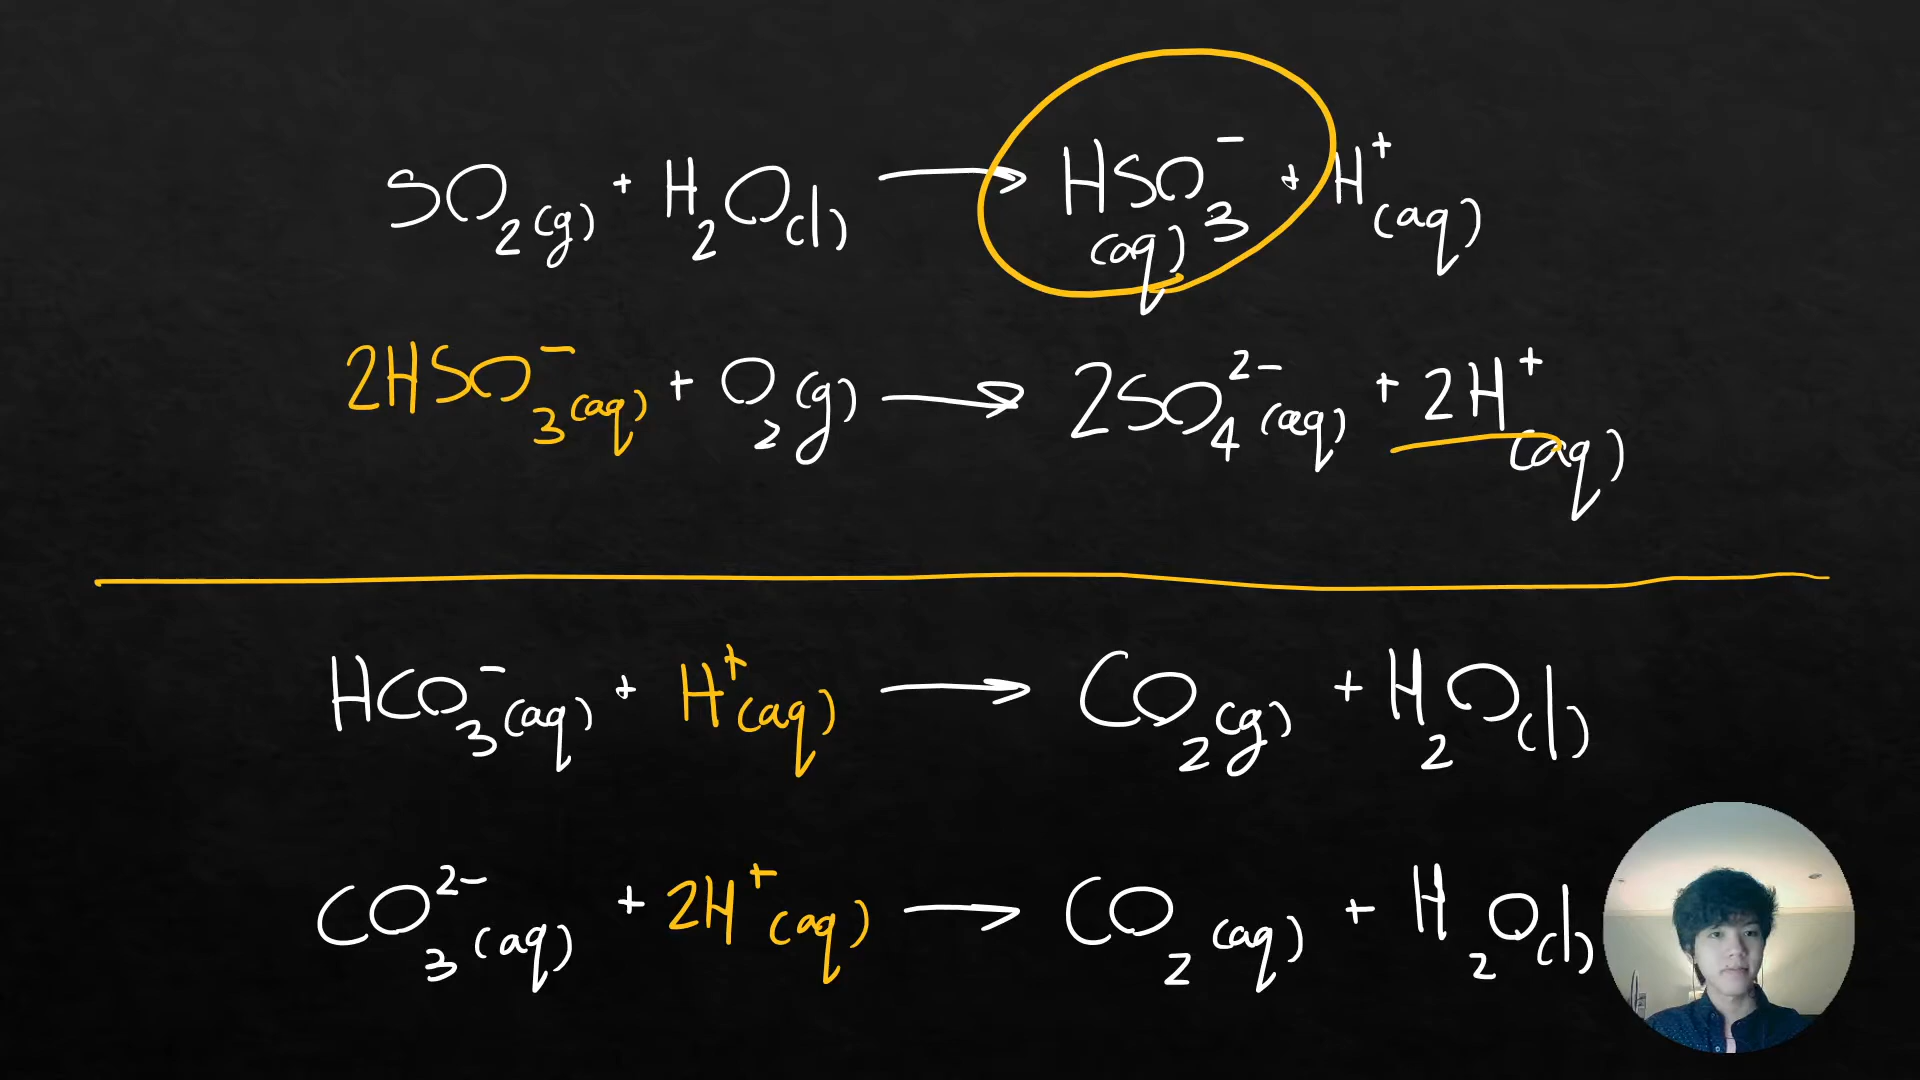 SO₂(g) + H₂O(l) → HSO₃⁻(aq) + H⁺(aq)
2HSO₃⁻(aq) + O₂(g) → 2SO₄²⁻(aq) + 2H⁺(aq)
HCO₃⁻(aq) + H⁺(aq) → CO₂(g) + H₂O(l)
CO₃²⁻(aq) + 2H⁺(aq) → CO₂(aq) + H₂O(l)